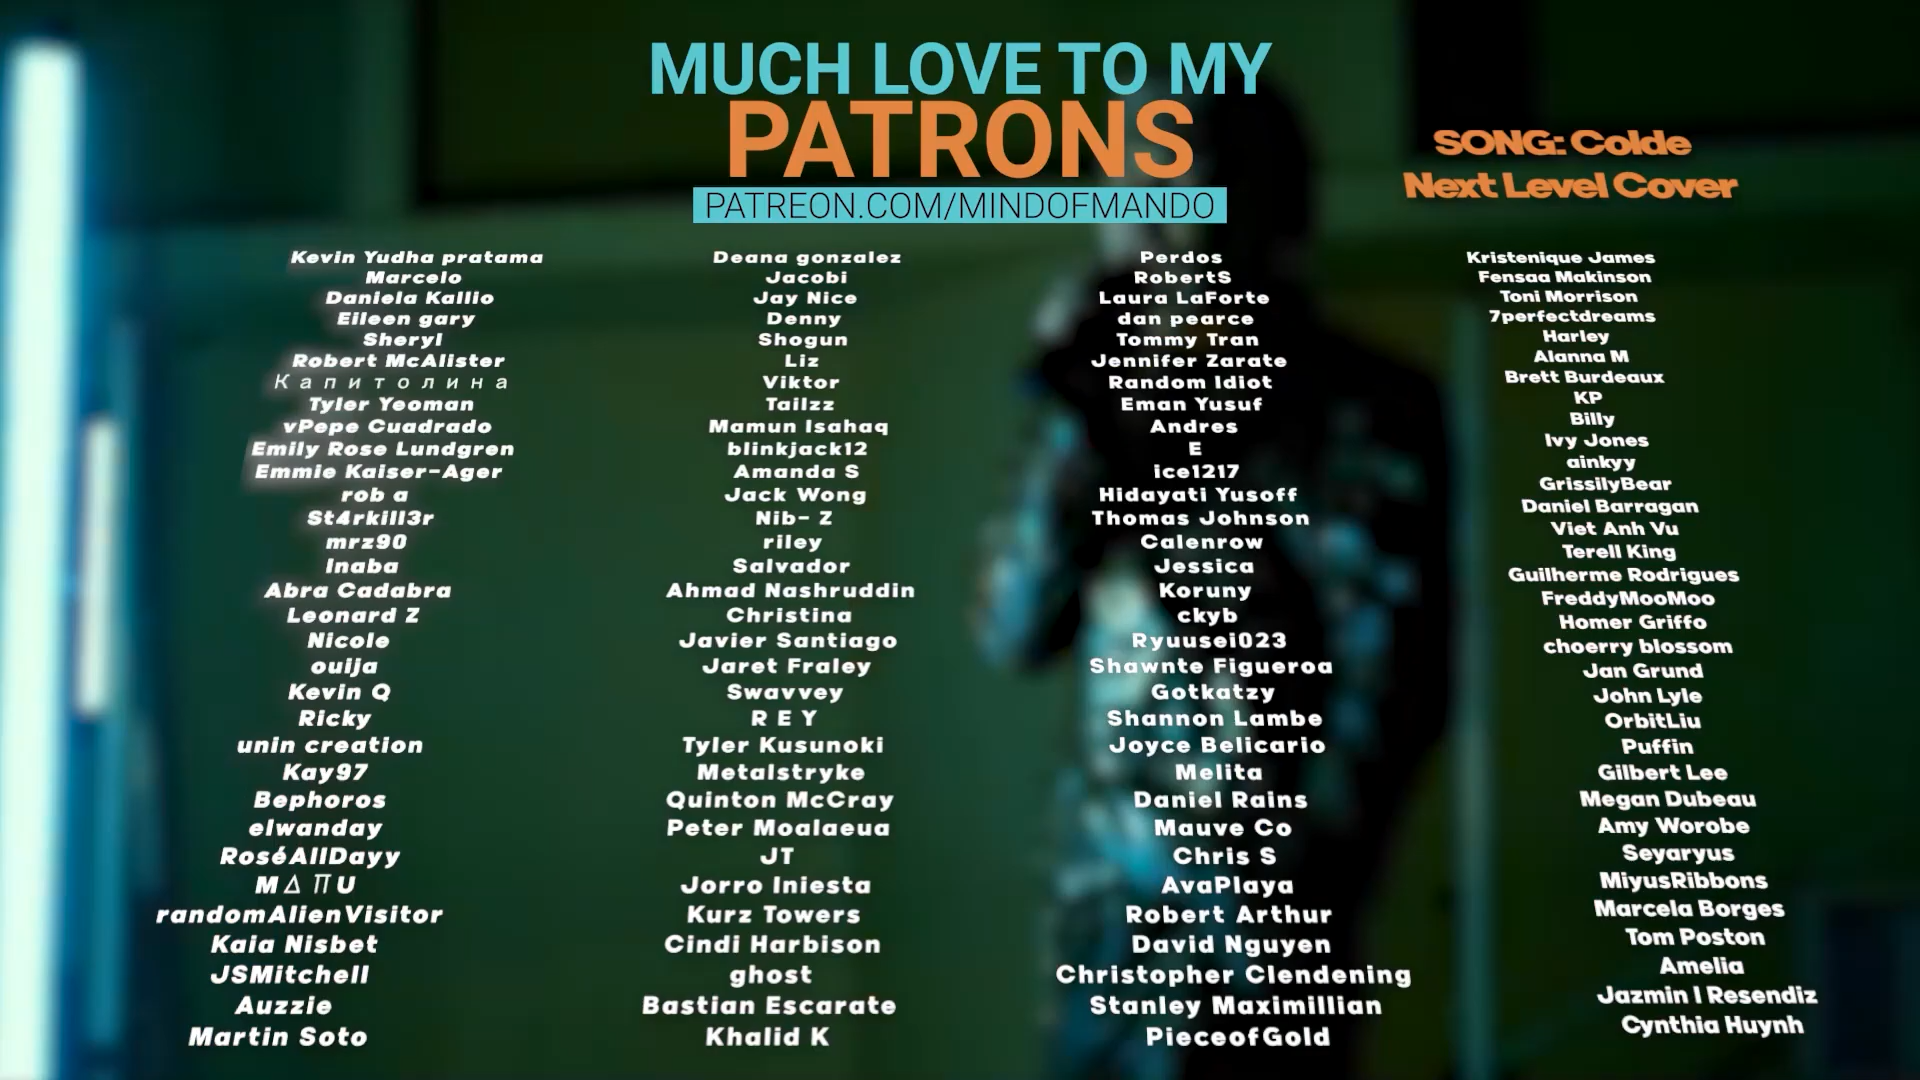 MUCH LOVE TO MY
PATRONS
PATREON.COM/MINDOFMANDO
SONG: Colde
Next Level Cover
Kevin Yudha pratama
Marcelo
Daniela Kallio
Eileen gary
Sheryl
Robert McAlister
Капитолина
Tyler Yeoman
vPepe Cuadrado
Emily Rose Lundgren
Emmie Kaiser-Ager
rob a
St4rkill3r
mrz90
Inaba
Abra Cadabra
Leonard Z
Nicole
ouija
Kevin Q
Ricky
unin creation
Kay97
Bephoros
elwanday
RoséAllDayy
M Δ Π U
randomAlienVisitor
Kaia Nisbet
JSMitchell
Auzzie
Martin Soto
Deana gonzalez
Jacobi
Jay Nice
Denny
Shogun
Liz
Viktor
Tailzz
Mamun Isahaq
blinkjack12
Amanda S
Jack Wong
Nib- Z
riley
Salvador
Ahmad Nashruddin
Christina
Javier Santiago
Jaret Fraley
Swavvey
R E Y
Tyler Kusunoki
Metalstryke
Quinton McCray
Peter Moalaeua
JT
Jorro Iniesta
Kurz Towers
Cindi Harbison
ghost
Bastian Escarate
Khalid K
Perdos
RobertS
Laura LaForte
dan pearce
Tommy Tran
Jennifer Zarate
Random Idiot
Eman Yusuf
Andres
E
ice1217
Hidayati Yusoff
Thomas Johnson
Calenrow
Jessica
Koruny
ckyb
Ryuusei023
Shawnte Figueroa
Gotkatzy
Shannon Lambe
Joyce Belicario
Melita
Daniel Rains
Mauve Co
Chris S
AvaPlaya
Robert Arthur
David Nguyen
Christopher Clendening
Stanley Maximillian
PieceofGold
Kristenique James
Fensaa Makinson
Toni Morrison
7perfectdreams
Harley
Alanna M
Brett Burdeaux
KP
Billy
Ivy Jones
ainkyy
GrissilyBear
Daniel Barragan
Viet Anh Vu
Terell King
Guilherme Rodrigues
FreddyMooMoo
Homer Griffo
choerry blossom
Jan Grund
John Lyle
OrbitLiu
Puffin
Gilbert Lee
Megan Dubeau
Amy Worobe
Seyaryus
MiyusRibbons
Marcela Borges
Tom Poston
Amelia
Jazmin I Resendiz
Cynthia Huynh